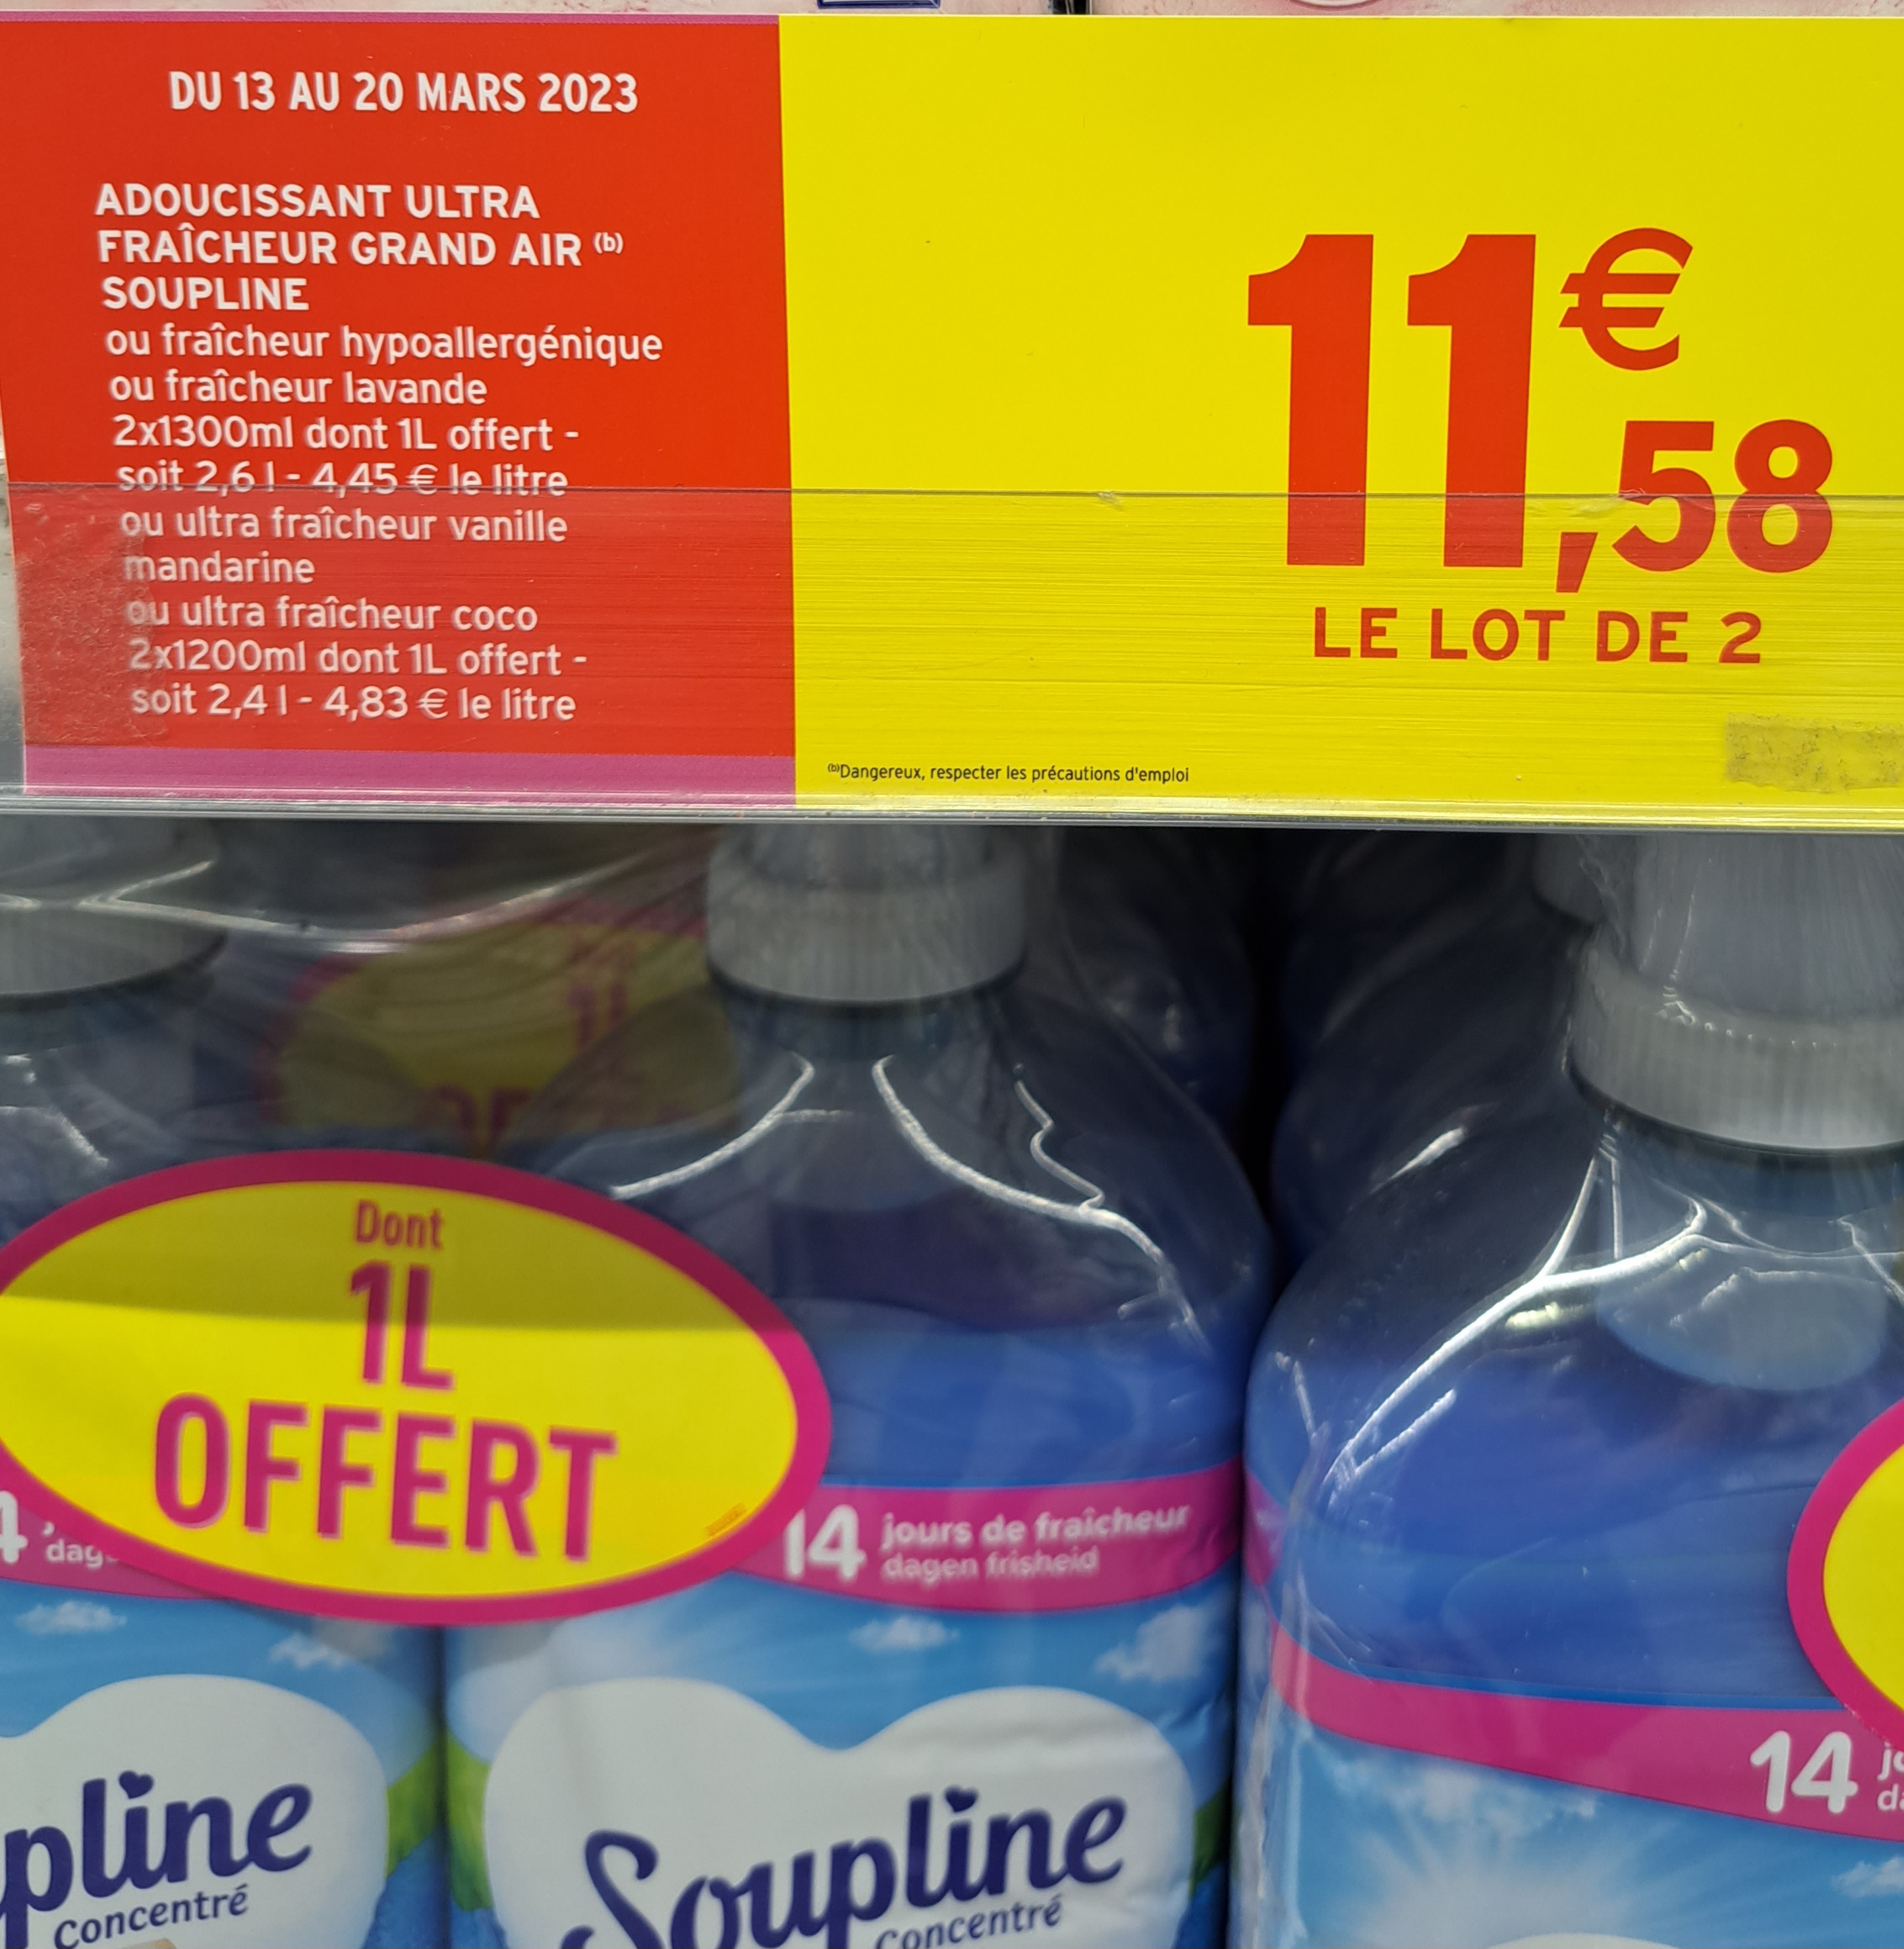 DU 13 AU 20 MARS 2023
ADOUCISSANT ULTRA
FRAÎCHEUR GRAND AIR (b)
SOUPLINE
ou fraîcheur hypoallergénique
ou fraîcheur lavande
2x1300ml dont 1L offert -
soit 2,6 l - 4,45 € le litre
ou ultra fraîcheur vanille
mandarine
ou ultra fraîcheur coco
2x1200ml dont 1L offert -
soit 2,4 l - 4,83 € le litre
11€,58
LE LOT DE 2
(b)Dangereux, respecter les précautions d'emploi
Dont
1L
OFFERT
14 jours de fraîcheur
dagen frisheid
14
pline
concentré
Soupline
concentré